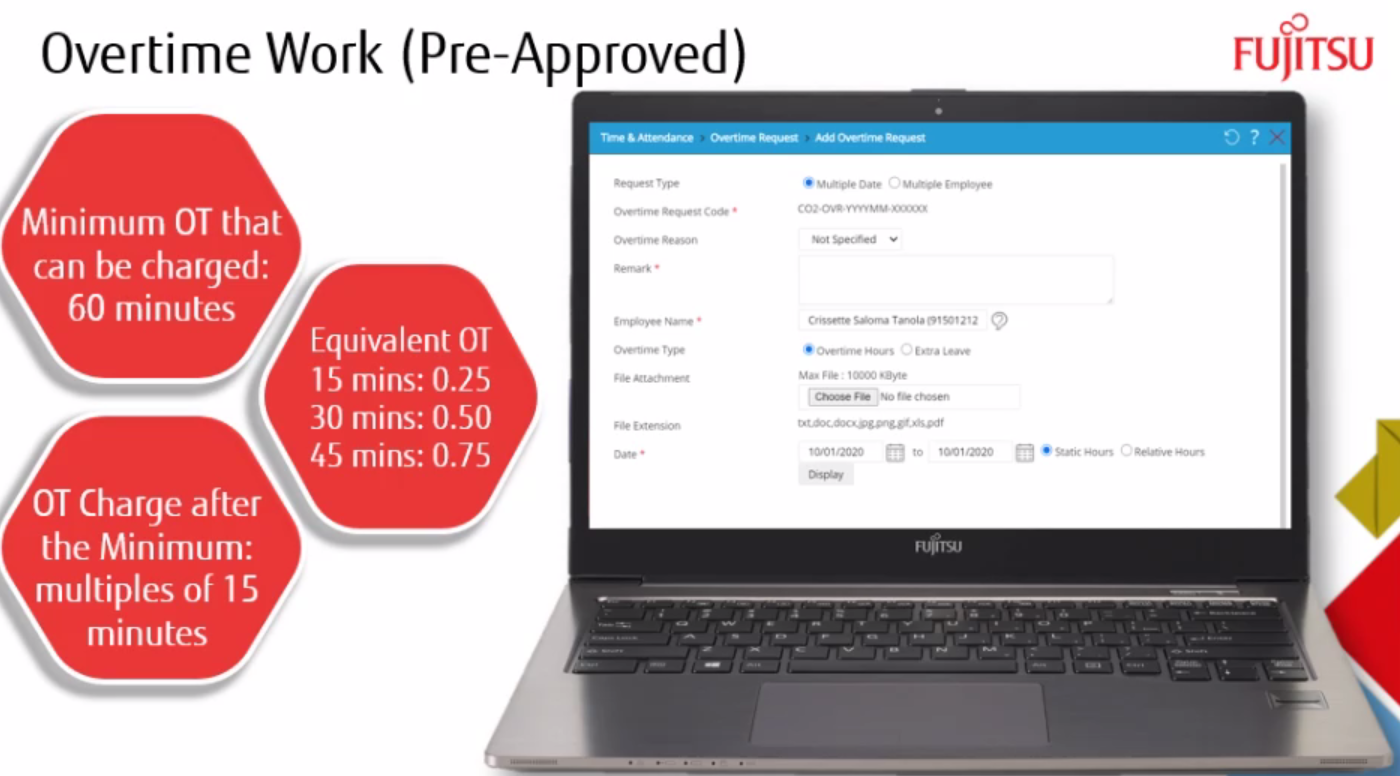 Overtime Work (Pre-Approved)
FUJITSU
Minimum OT that
can be charged:
60 minutes
Equivalent OT
15 mins: 0.25
30 mins: 0.50
45 mins: 0.75
OT Charge after
the Minimum:
multiples of 15
minutes
Time & Attendance > Overtime Request > Add Overtime Request ?
Request Type Multiple Date Multiple Employee
Overtime Request Code * CO2-OVR-YYYYMM-XXXXXX
Overtime Reason Not Specified
Remark *
Employee Name * Crissette Saloma Tanola (91501212
Overtime Type Overtime Hours Extra Leave
File Attachment Max File : 10000 KByte
Choose File No file chosen
File Extension txt,doc,docx,jpg,png,gif,xls,pdf
Date * 10/01/2020 to 10/01/2020 Static Hours Relative Hours
Display
FUJITSU
Q W E R T Y U I O P
A S D F G H J K L
Z X C V B N M